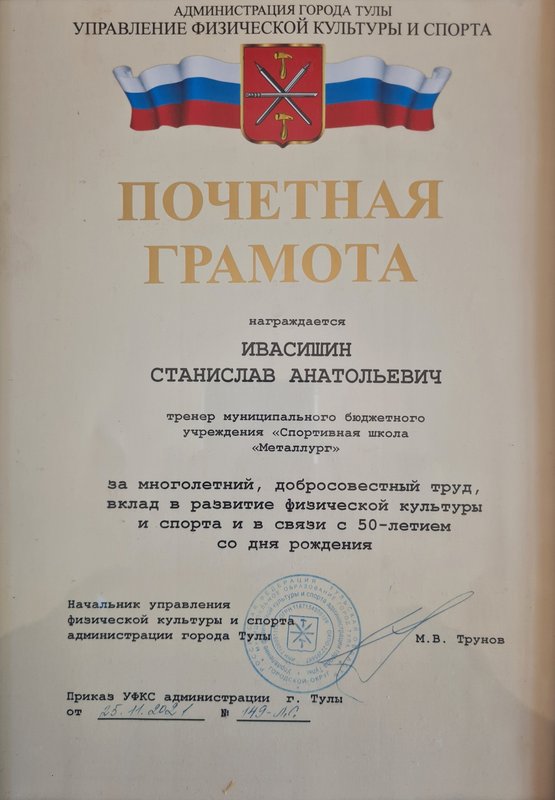 АДМИНИСТРАЦИЯ ГОРОДА ТУЛЫ
УПРАВЛЕНИЕ ФИЗИЧЕСКОЙ КУЛЬТУРЫ И СПОРТА
ПОЧЕТНАЯ
ГРАМОТА
награждается
ИВАСИШИН
СТАНИСЛАВ АНАТОЛЬЕВИЧ
тренер муниципального бюджетного
учреждения «Спортивная школа
«Металлург»
за многолетний, добросовестный труд,
вклад в развитие физической культуры
и спорта и в связи с 50-летием
со дня рождения
Начальник управления
физической культуры и спорта
администрации города Тулы
М.В. Трунов
Приказ УФКС администрации г. Тулы
от 25.11.2021 № 149-л.с.